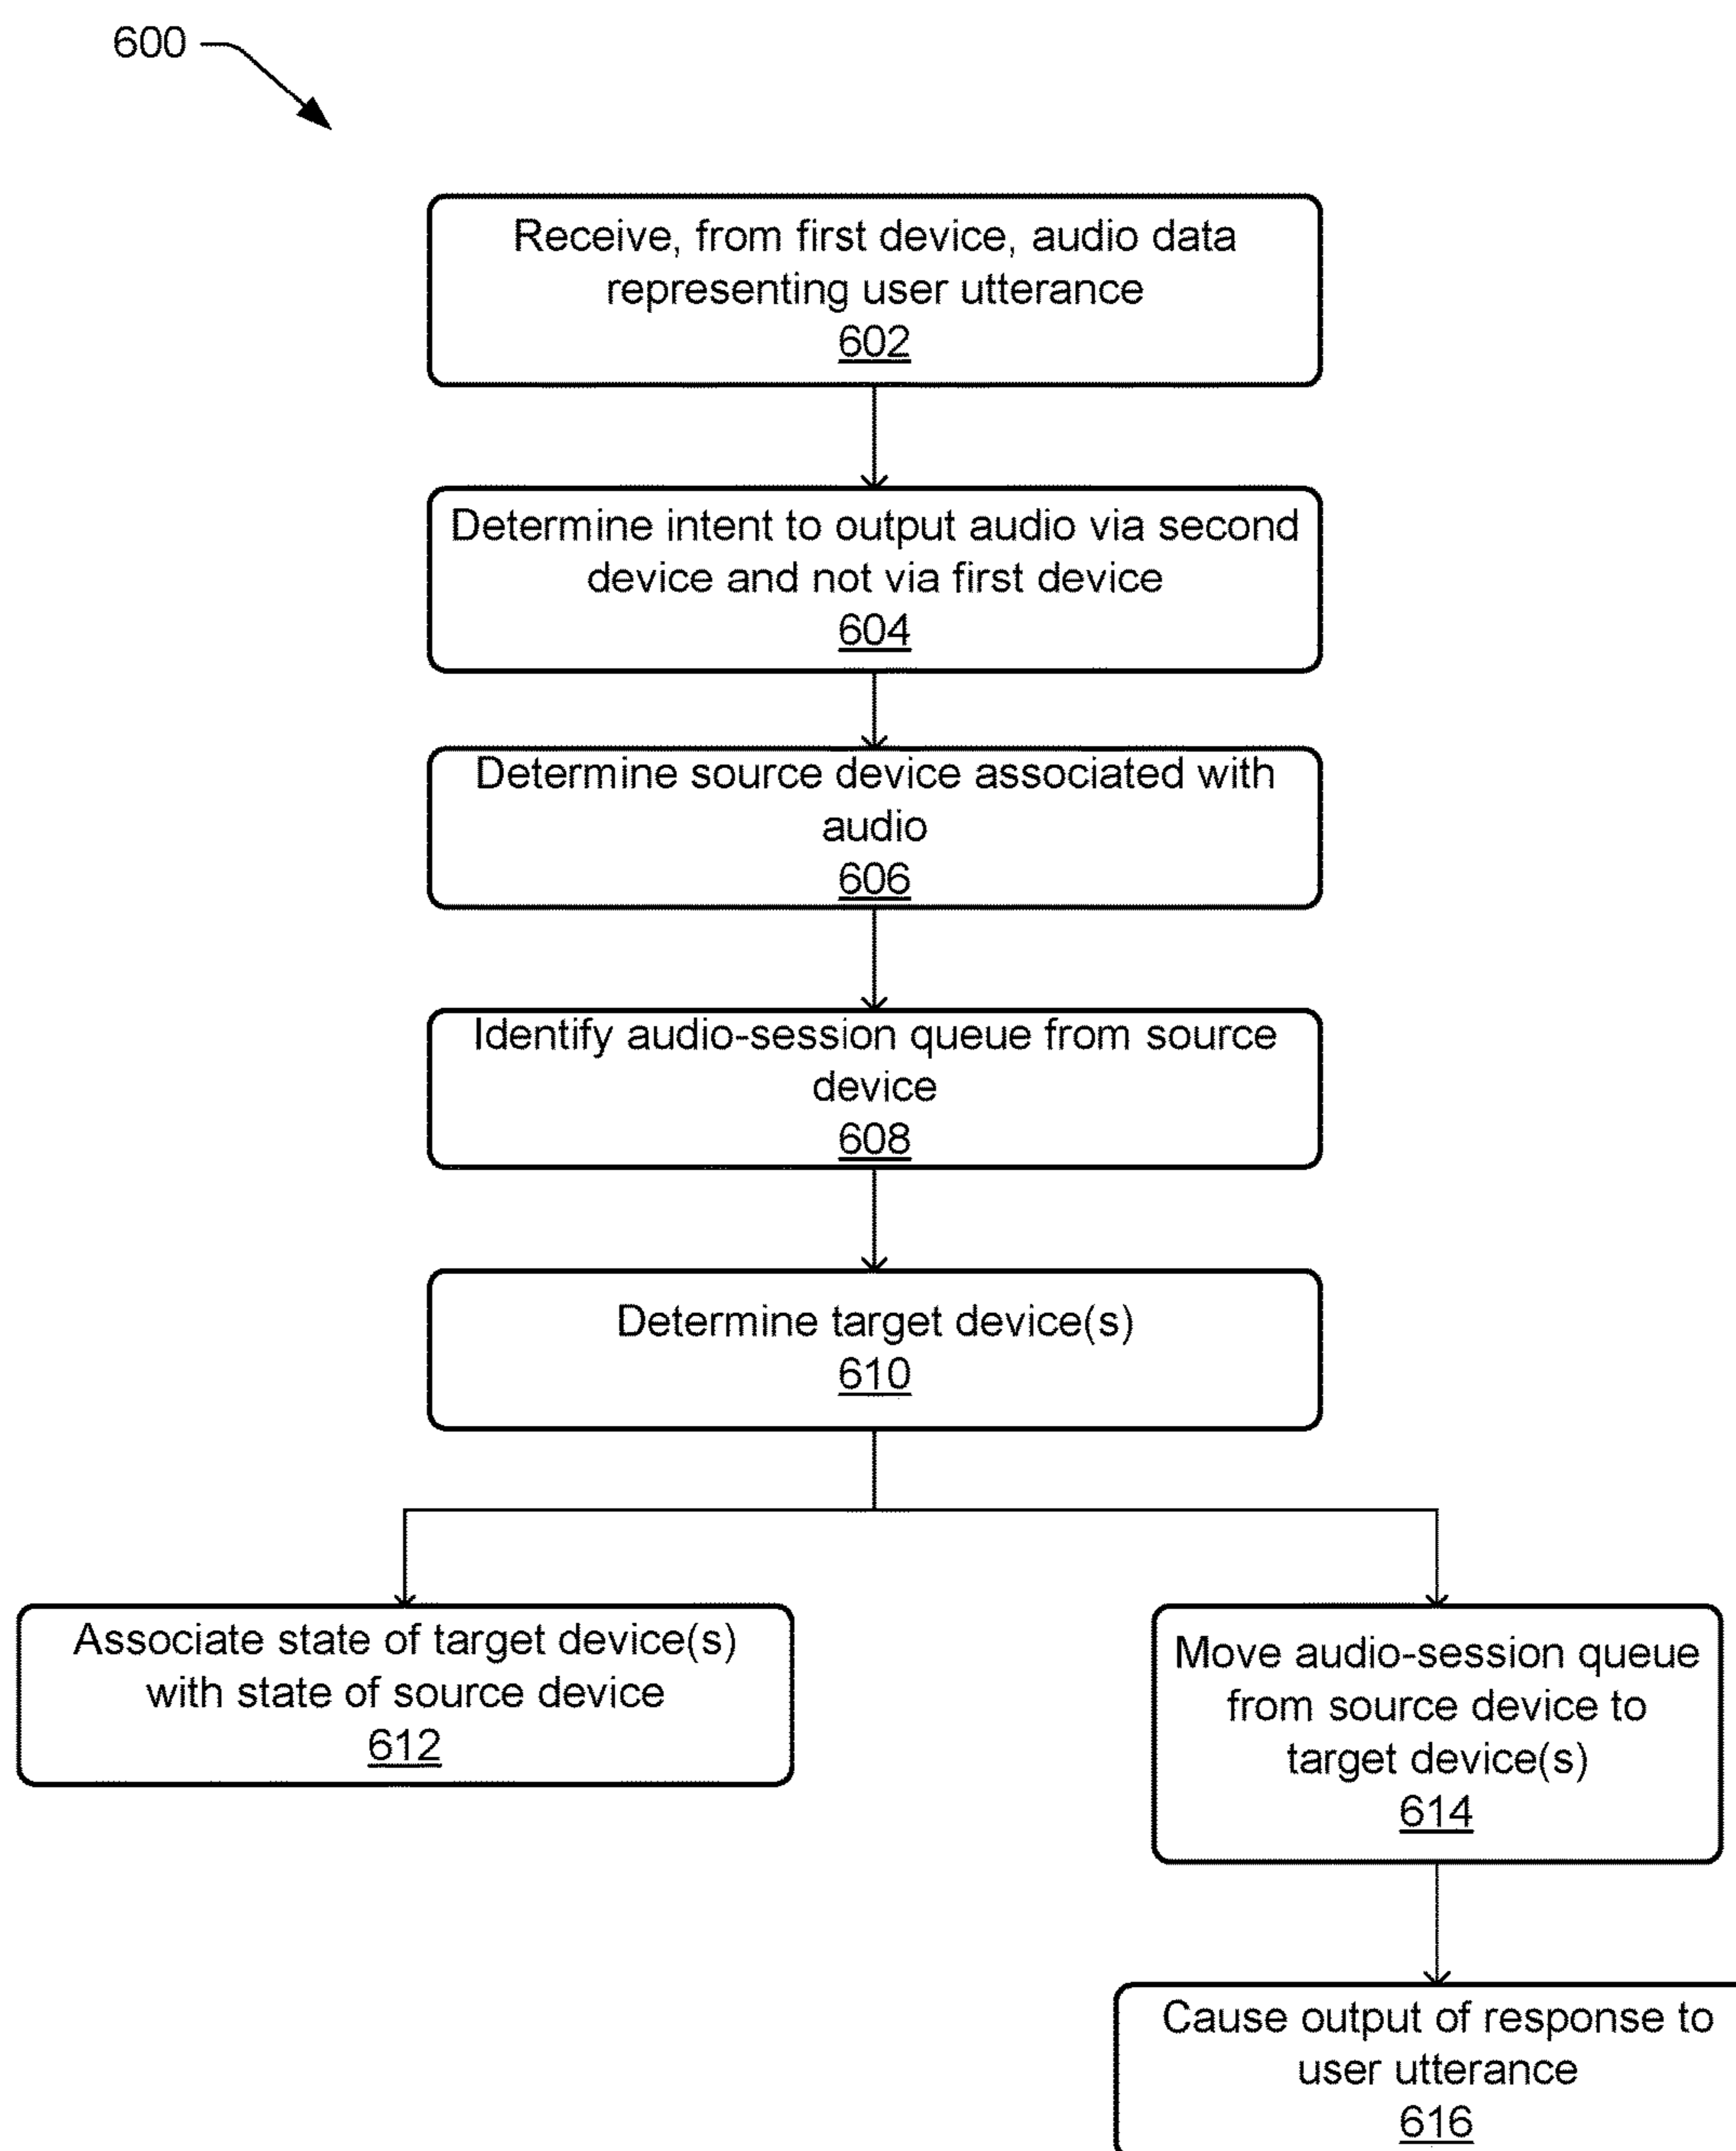 600
Receive, from first device, audio data
representing user utterance
602
Determine intent to output audio via second
device and not via first device
604
Determine source device associated with
audio
606
Identify audio-session queue from source
device
608
Determine target device(s)
610
Associate state of target device(s)
with state of source device
612
Move audio-session queue
from source device to
target device(s)
614
Cause output of response to
user utterance
616